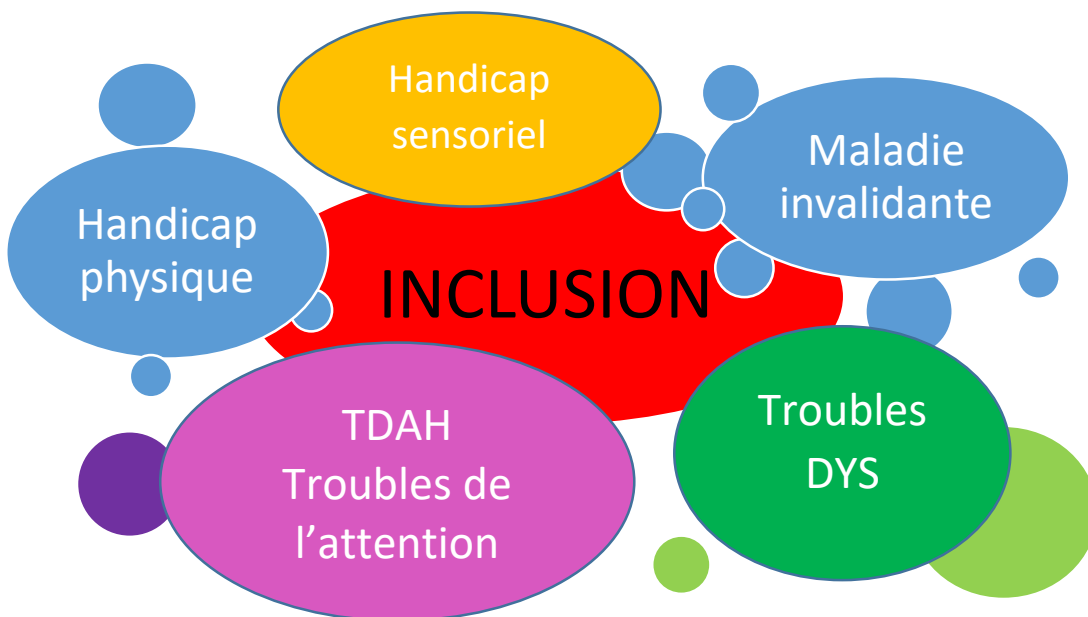 Handicap
sensoriel
Maladie
invalidante
Handicap
physique
INCLUSION
TDAH
Troubles de
l’attention
Troubles
DYS